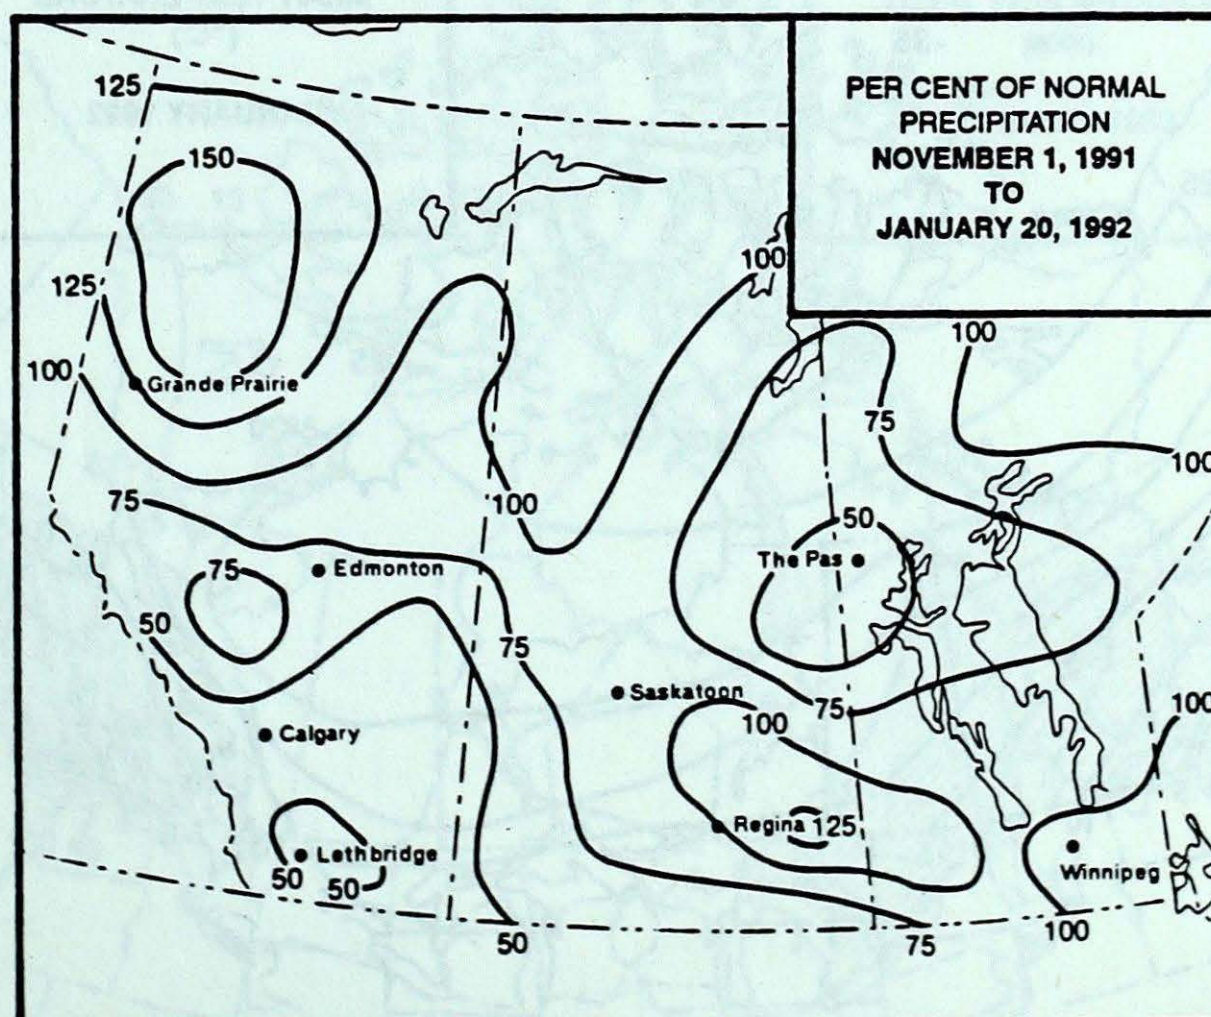 PER CENT OF NORMAL
PRECIPITATION
NOVEMBER 1, 1991
TO
JANUARY 20, 1992
125
150
100
125
100
100
Grande Prairie
75
100
75
100
50
The Pas
75
Edmonton
50
75
Saskatoon
75
100
100
Calgary
Regina 125
Lethbridge
Winnipeg
50
50
50
75
100